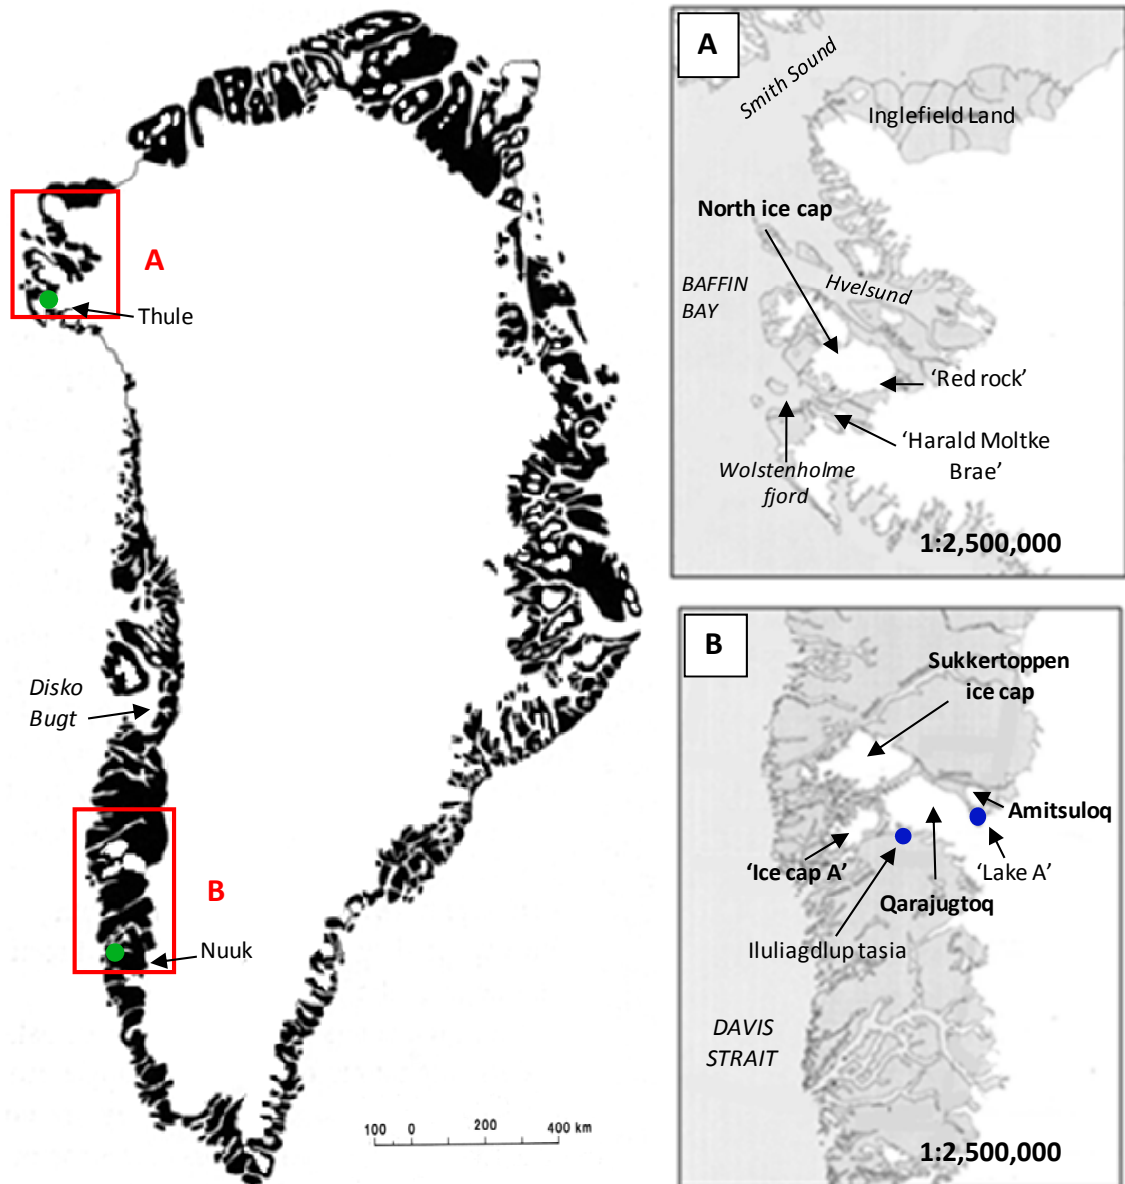 A
Thule
Disko
Bugt
B
Nuuk
100 0 200 400 km
A
Smith Sound
Inglefield Land
North ice cap
BAFFIN
BAY
Hvelsund
‘Red rock’
‘Harald Moltke
Brae’
Wolstenholme
fjord
1:2,500,000
B
Sukkertoppen
ice cap
Amitsuloq
‘Ice cap A’
‘Lake A’
Qarajugtoq
Iluliagdlup tasia
DAVIS
STRAIT
1:2,500,000